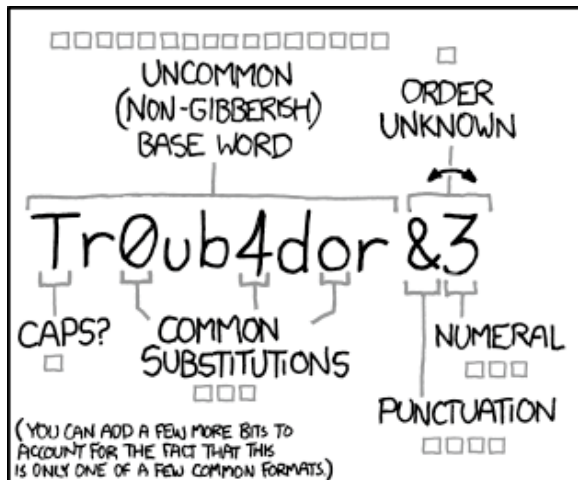 UNCOMMON
(NON-GIBBERISH)
BASE WORD
ORDER
UNKNOWN
Tr0ub4dor &3
CAPS?
COMMON
SUBSTITUTIONS
NUMERAL
PUNCTUATION
(YOU CAN ADD A FEW MORE BITS TO
ACCOUNT FOR THE FACT THAT THIS
IS ONLY ONE OF A FEW COMMON FORMATS.)